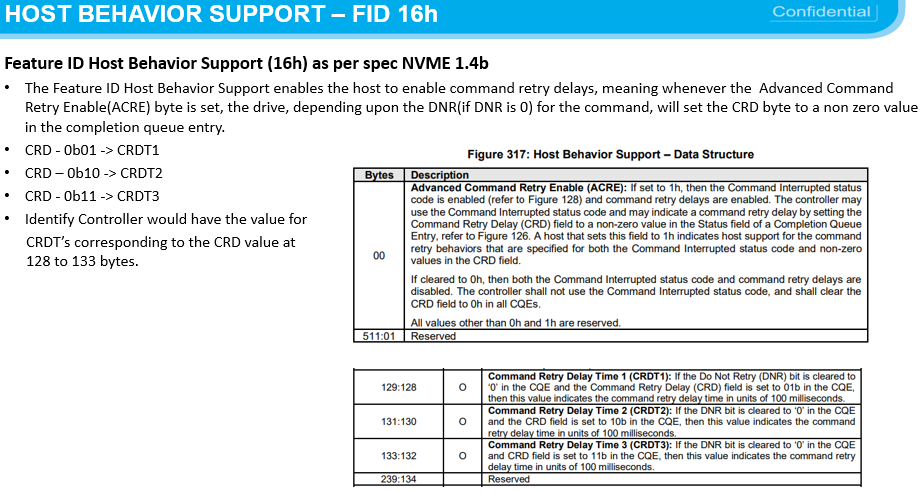 HOST BEHAVIOR SUPPORT – FID 16h
Confidential
Feature ID Host Behavior Support (16h) as per spec NVME 1.4b
• The Feature ID Host Behavior Support enables the host to enable command retry delays, meaning whenever the Advanced Command
Retry Enable(ACRE) byte is set, the drive, depending upon the DNR(if DNR is 0) for the command, will set the CRD byte to a non zero value
in the completion queue entry.
• CRD - 0b01 -> CRDT1
• CRD – 0b10 -> CRDT2
• CRD - 0b11 -> CRDT3
• Identify Controller would have the value for
CRDT’s corresponding to the CRD value at
128 to 133 bytes.
Figure 317: Host Behavior Support – Data Structure
Bytes Description
Advanced Command Retry Enable (ACRE): If set to 1h, then the Command Interrupted status
code is enabled (refer to Figure 128) and command retry delays are enabled. The controller may
use the Command Interrupted status code and may indicate a command retry delay by setting the
Command Retry Delay (CRD) field to a non-zero value in the Status field of a Completion Queue
Entry, refer to Figure 126. A host that sets this field to 1h indicates host support for the command
retry behaviors that are specified for both the Command Interrupted status code and non-zero
values in the CRD field.
00
If cleared to 0h, then both the Command Interrupted status code and command retry delays are
disabled. The controller shall not use the Command Interrupted status code, and shall clear the
CRD field to 0h in all CQEs.
All values other than 0h and 1h are reserved.
511:01 Reserved
Command Retry Delay Time 1 (CRDT1): If the Do Not Retry (DNR) bit is cleared to
129:128 O ‘0’ in the CQE and the Command Retry Delay (CRD) field is set to 01b in the CQE,
then this value indicates the command retry delay time in units of 100 milliseconds.
Command Retry Delay Time 2 (CRDT2): If the DNR bit is cleared to ‘0’ in the CQE
131:130 O and the CRD field is set to 10b in the CQE, then this value indicates the command
retry delay time in units of 100 milliseconds.
Command Retry Delay Time 3 (CRDT3): If the DNR bit is cleared to ‘0’ in the CQE
133:132 O and CRD field is set to 11b in the CQE, then this value indicates the command retry
delay time in units of 100 milliseconds.
239:134 Reserved